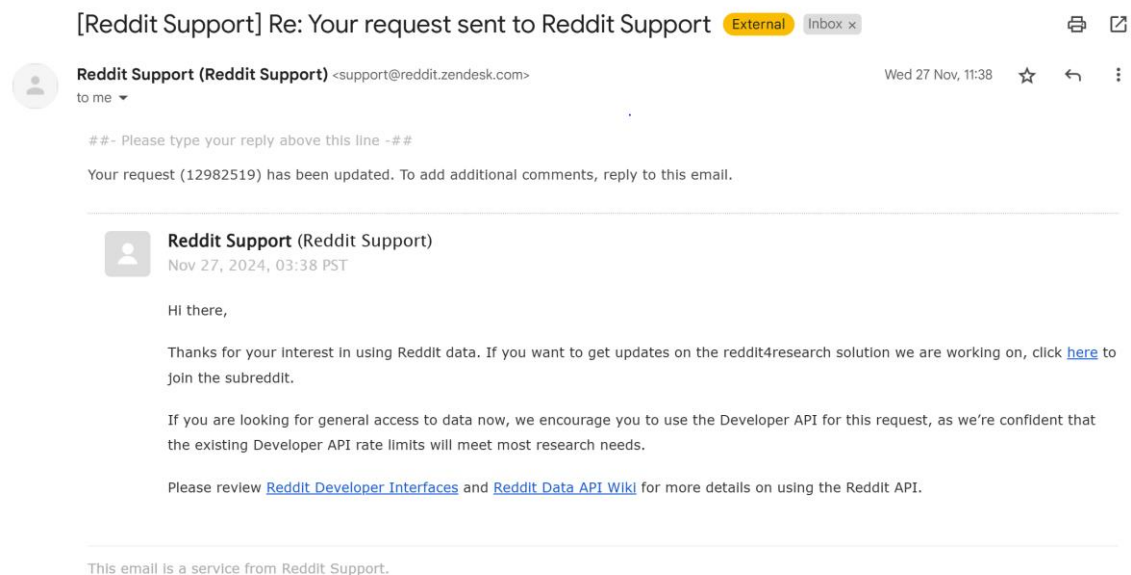 [Reddit Support] Re: Your request sent to Reddit Support External Inbox ×
Reddit Support (Reddit Support) <support@reddit.zendesk.com> Wed 27 Nov, 11:38
to me
##- Please type your reply above this line -##
Your request (12982519) has been updated. To add additional comments, reply to this email.
Reddit Support (Reddit Support)
Nov 27, 2024, 03:38 PST
Hi there,
Thanks for your interest in using Reddit data. If you want to get updates on the reddit4research solution we are working on, click here to
join the subreddit.
If you are looking for general access to data now, we encourage you to use the Developer API for this request, as we're confident that
the existing Developer API rate limits will meet most research needs.
Please review Reddit Developer Interfaces and Reddit Data API Wiki for more details on using the Reddit API.
This email is a service from Reddit Support.